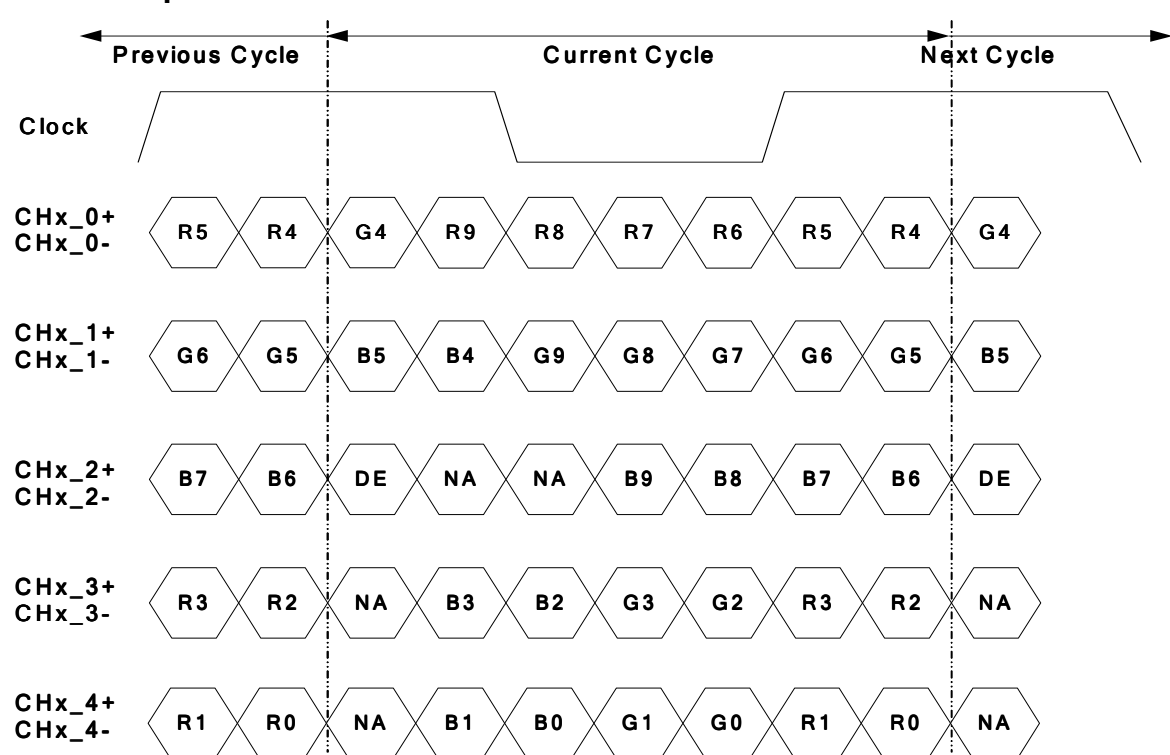 Previous Cycle Current Cycle Next Cycle
Clock
CHx_0+
CHx_0-
R5 R4 G4 R9 R8 R7 R6 R5 R4 G4
CHx_1+
CHx_1-
G6 G5 B5 B4 G9 G8 G7 G6 G5 B5
CHx_2+
CHx_2-
B7 B6 DE NA NA B9 B8 B7 B6 DE
CHx_3+
CHx_3-
R3 R2 NA B3 B2 G3 G2 R3 R2 NA
CHx_4+
CHx_4-
R1 R0 NA B1 B0 G1 G0 R1 R0 NA